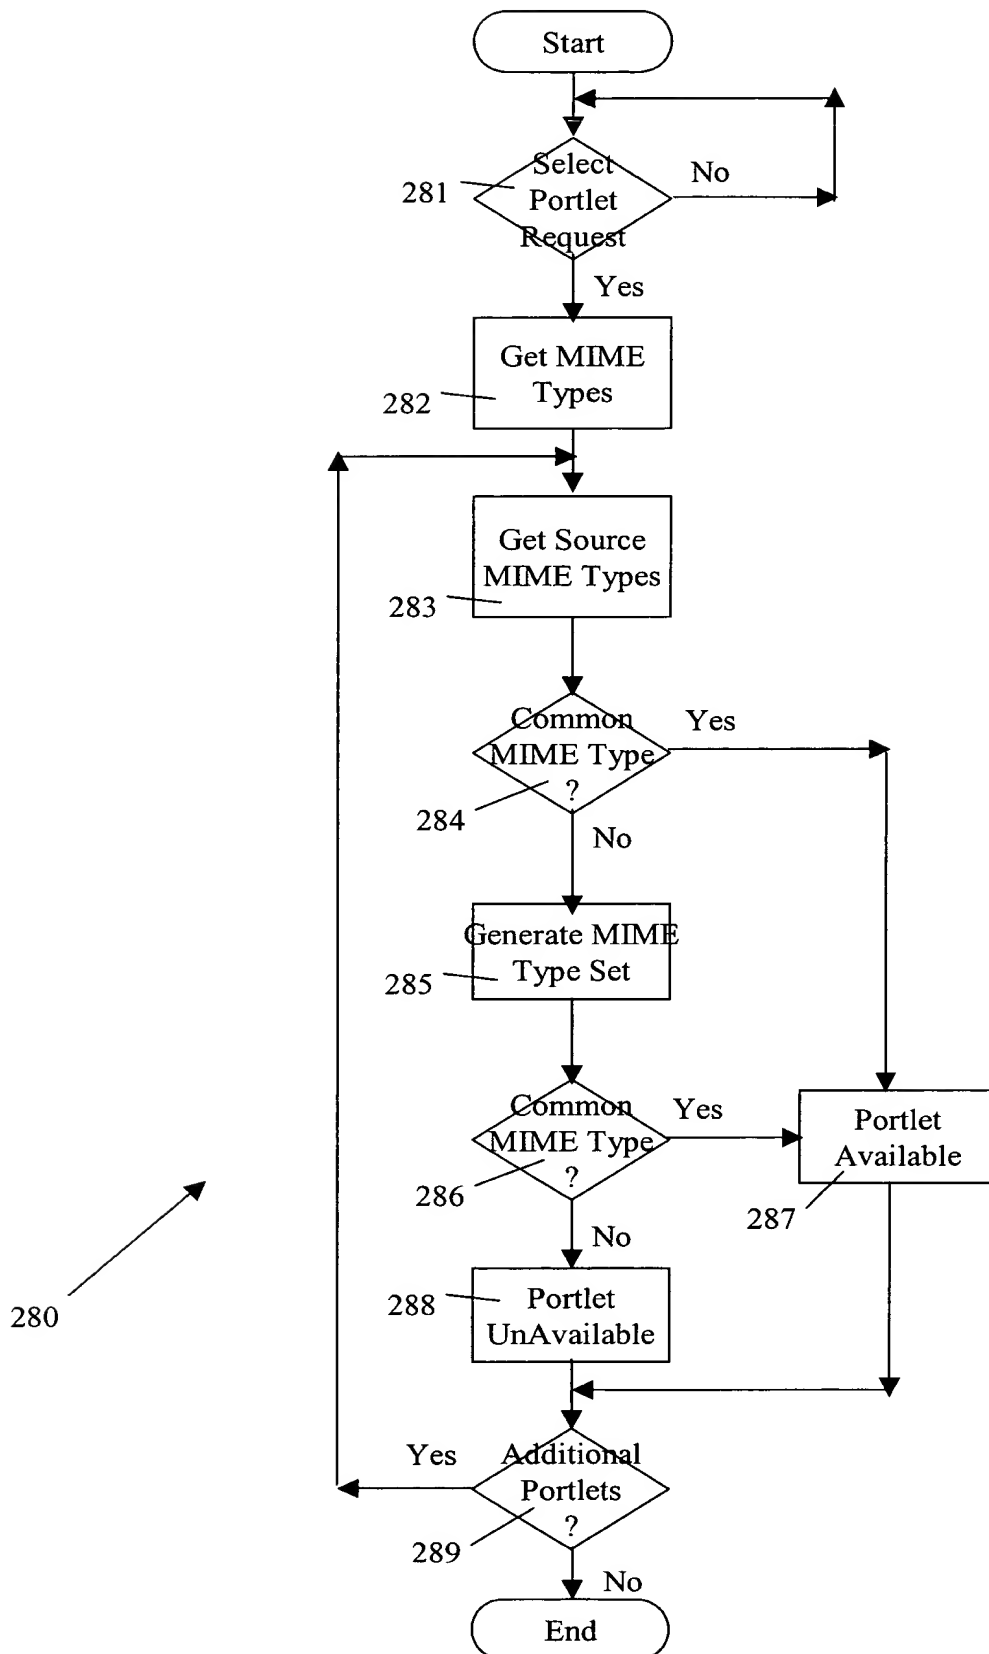 Start
Select
Portlet
Request
281
No
Yes
Get MIME
Types
282
Get Source
MIME Types
283
Common
MIME Type
?
284
Yes
No
Generate MIME
Type Set
285
Common
MIME Type
?
286
Yes
Portlet
Available
287
No
280
288
Portlet
UnAvailable
Yes
Additional
Portlets
?
289
No
End